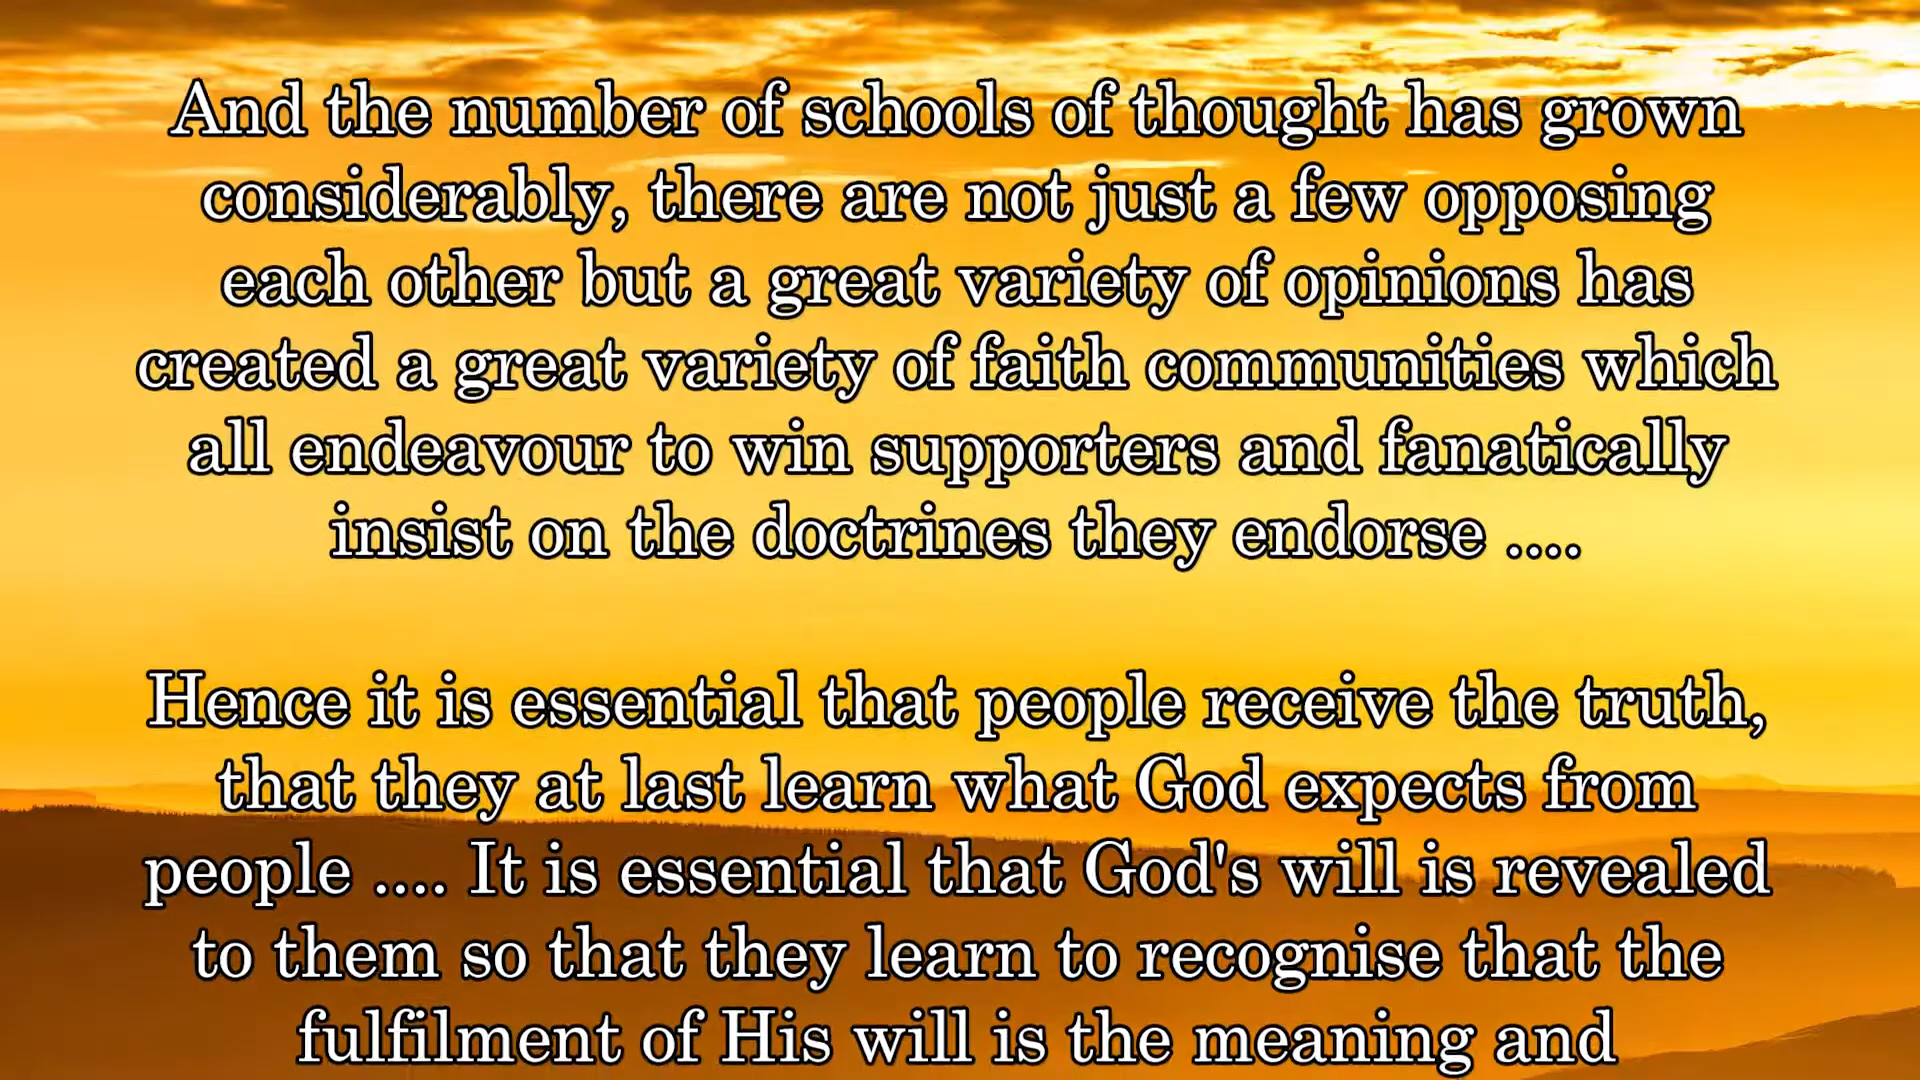 And the number of schools of thought has grown
considerably, there are not just a few opposing
each other but a great variety of opinions has
created a great variety of faith communities which
all endeavour to win supporters and fanatically
insist on the doctrines they endorse ....
Hence it is essential that people receive the truth,
that they at last learn what God expects from
people .... It is essential that God's will is revealed
to them so that they learn to recognise that the
fulfilment of His will is the meaning and